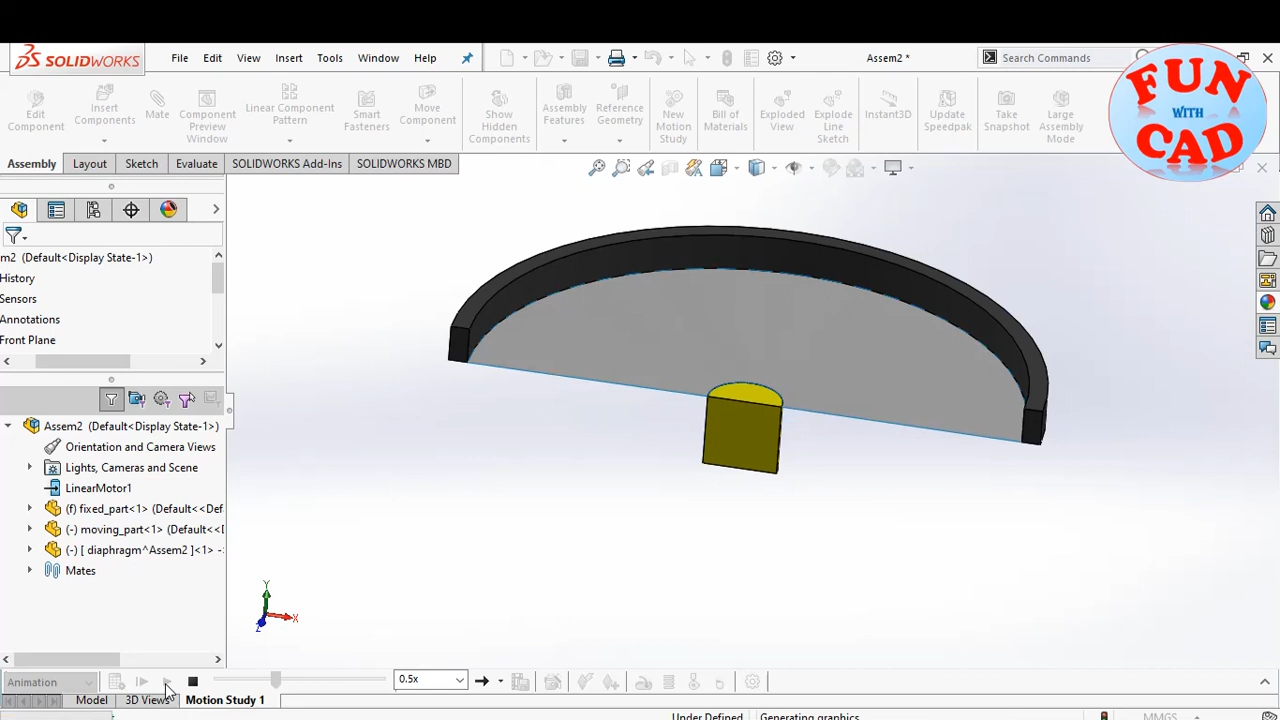 SOLIDWORKS
File Edit View Insert Tools Window Help
Assem2 *
Search Commands
FUN
WITH
CAD
Edit
Component
Insert
Components
Mate
Component
Preview
Window
Linear Component
Pattern
Smart
Fasteners
Move
Component
Show
Hidden
Components
Assembly
Features
Reference
Geometry
New
Motion
Study
Bill of
Materials
Exploded
View
Explode
Line
Sketch
Instant3D
Update
Speedpak
Take
Snapshot
Large
Assembly
Mode
Assembly Layout Sketch Evaluate SOLIDWORKS Add-Ins SOLIDWORKS MBD
m2 (Default<Display State-1>)
History
Sensors
Annotations
Front Plane
Assem2 (Default<Display State-1>)
Orientation and Camera Views
Lights, Cameras and Scene
LinearMotor1
(f) fixed_part<1> (Default<<Def
(-) moving_part<1> (Default<<D
(-) [ diaphragm^Assem2 ]<1> -
Mates
Y
X
Z
Animation
0.5x
Model 3D Views Motion Study 1
Under Defined Generating graphics
MMGS